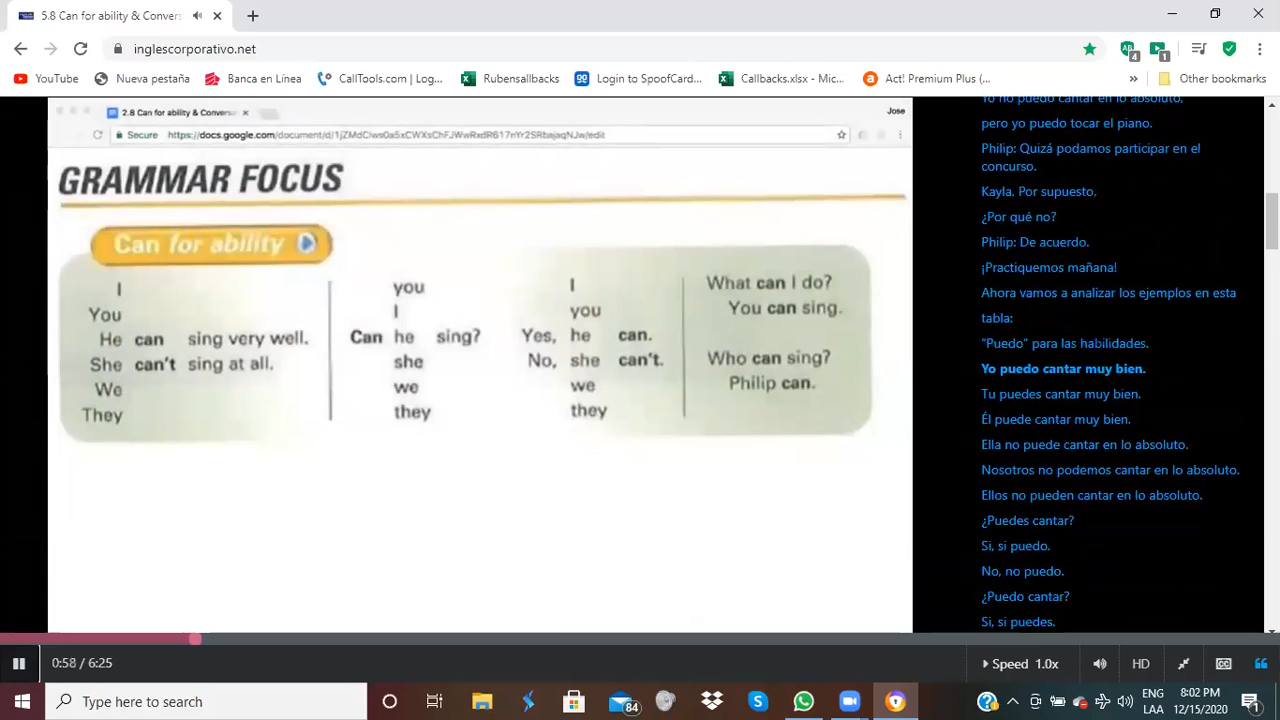 5.8 Can for ability & Convers
inglescorporativo.net
4
1
YouTube
Nueva pestaña
Banca en Línea
CallTools.com | Log...
Rubensallbacks
Login to SpoofCard...
Callbacks.xlsx - Mic...
Act! Premium Plus (...
»
Other bookmarks
2.8 Can for ability & Convers
Jose
Secure
https://docs.google.com/document/d/1jZMdClws0a5xCWXsChFJWwRxdR617nYr2SRbajaqNJw/edit
GRAMMAR FOCUS
Can for ability
I
You
He can sing very well.
She can't sing at all.
We
They
you
I
Can he sing?
she
we
they
I
you
Yes, he can.
No, she can't.
we
they
What can I do?
You can sing.
Who can sing?
Philip can.
Yo no puedo cantar en lo absoluto,
pero yo puedo tocar el piano.
Philip: Quizá podamos participar en el
concurso.
Kayla. Por supuesto.
¿Por qué no?
Philip: De acuerdo.
¡Practiquemos mañana!
Ahora vamos a analizar los ejemplos en esta
tabla:
“Puedo” para las habilidades.
Yo puedo cantar muy bien.
Tu puedes cantar muy bien.
Él puede cantar muy bien.
Ella no puede cantar en lo absoluto.
Nosotros no podemos cantar en lo absoluto.
Ellos no pueden cantar en lo absoluto.
¿Puedes cantar?
Si, si puedo.
No, no puedo.
¿Puedo cantar?
Si, si puedes.
0:58 / 6:25
Speed 1.0x
HD
Type here to search
84
ENG
LAA
8:02 PM
12/15/2020
1